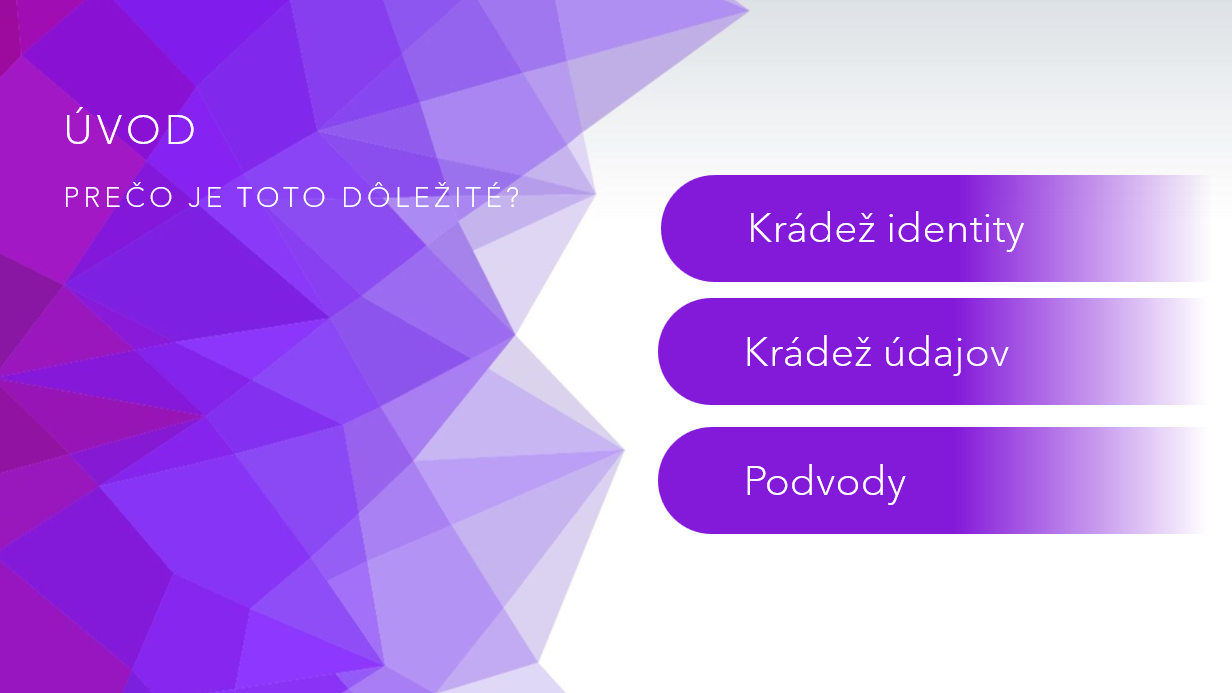 ÚVOD
PREČO JE TOTO DÔLEŽITÉ?
Krádež identity
Krádež údajov
Podvody